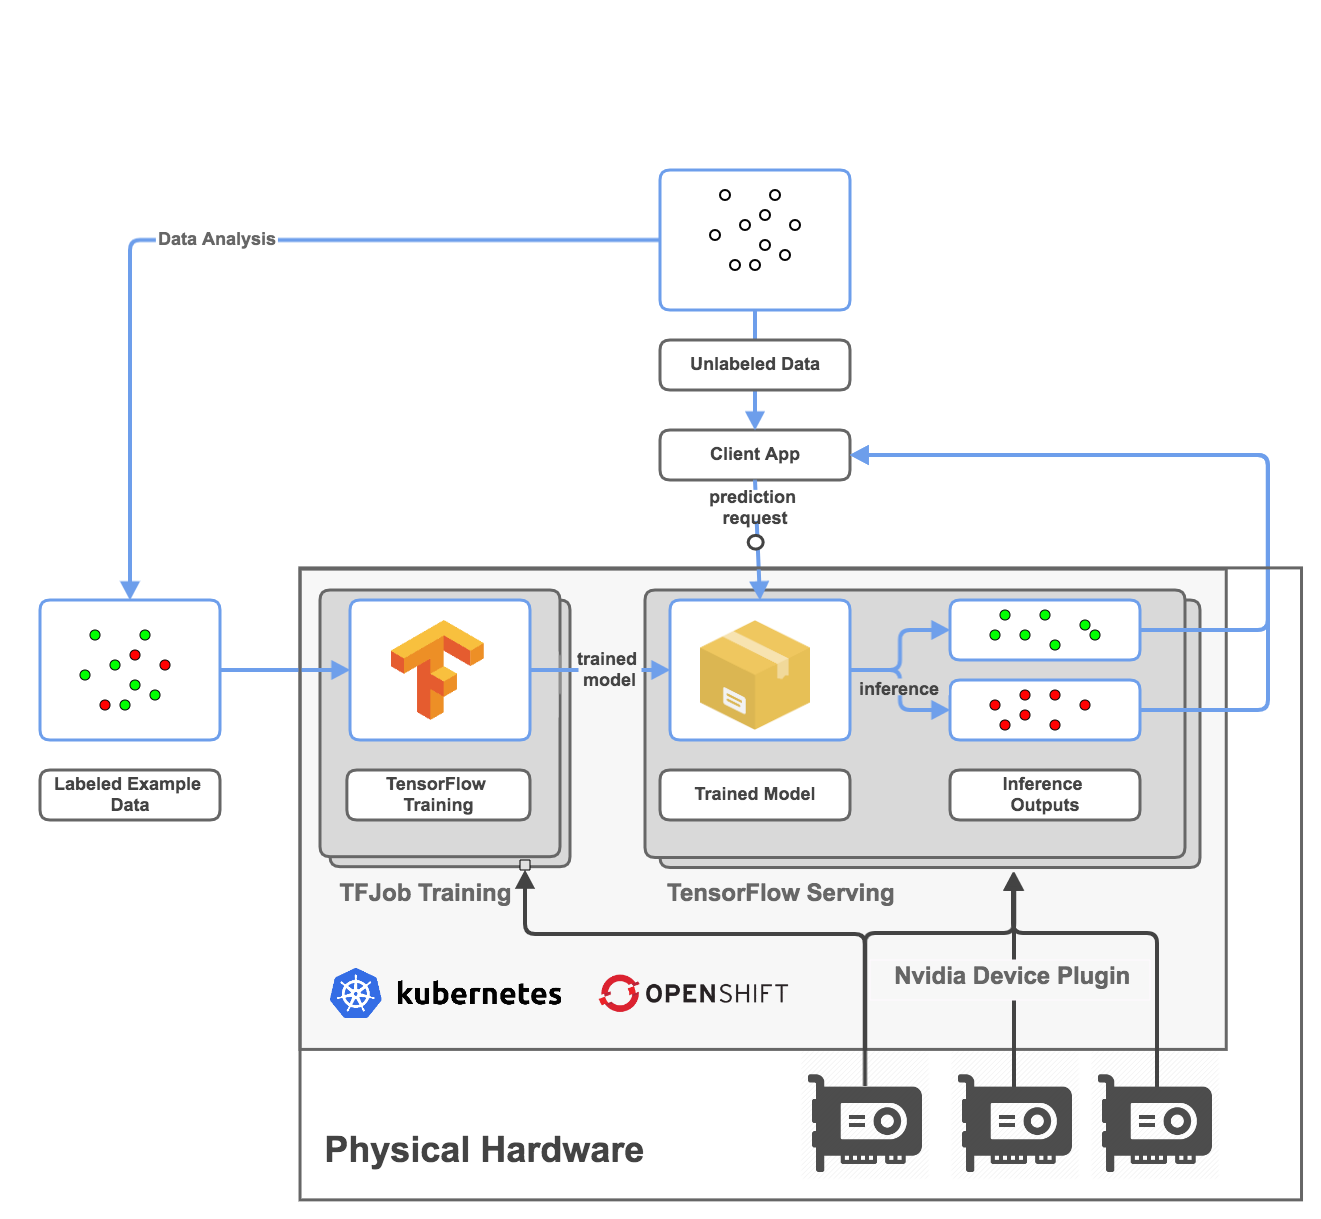 Data Analysis
Unlabeled Data
Client App
prediction
request
trained
model
inference
Labeled Example
Data
TensorFlow
Training
Trained Model
Inference
Outputs
TFJob Training
TensorFlow Serving
Nvidia Device Plugin
kubernetes
OPENSHIFT
Physical Hardware